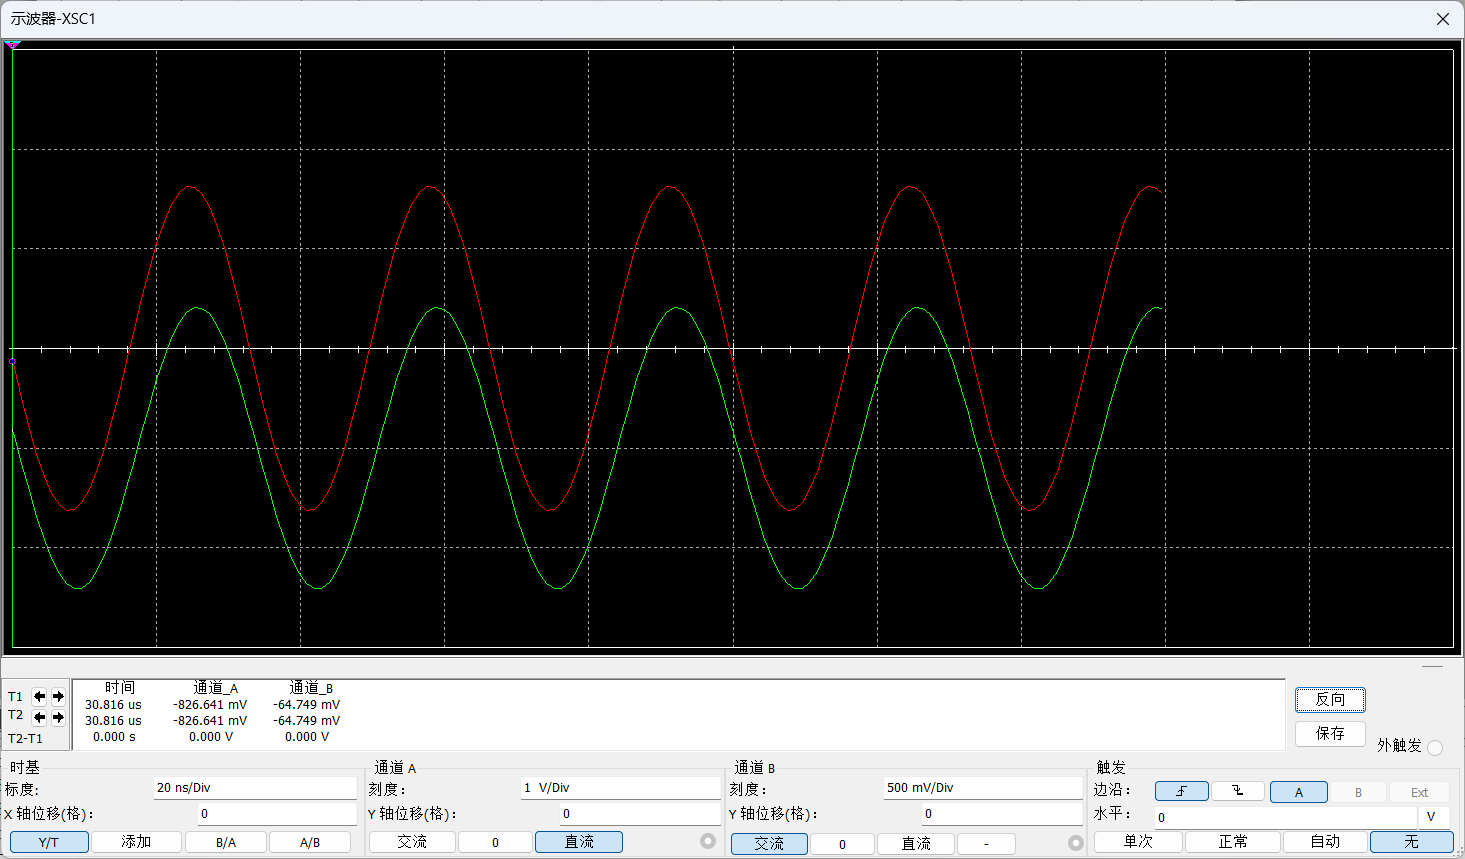 示波器-XSC1
时间 通道_A 通道_B
T1 30.816 us -826.641 mV -64.749 mV
T2 30.816 us -826.641 mV -64.749 mV
T2-T1 0.000 s 0.000 V 0.000 V
反向
保存
外触发
时基 通道 A 通道 B 触发
标度: 20 ns/Div 刻度: 1 V/Div 刻度: 500 mV/Div 边沿: A B Ext
X 轴位移(格): 0 Y 轴位移(格): 0 Y 轴位移(格): 0 水平: 0 V
Y/T 添加 B/A A/B 交流 0 直流 交流 0 直流 - 单次 正常 自动 无